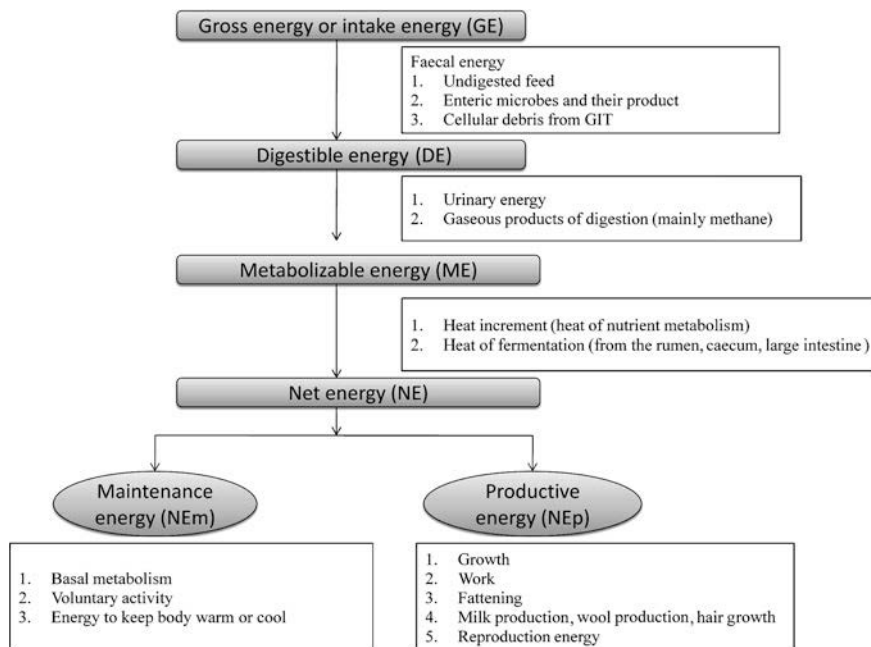 Gross energy or intake energy (GE)
Faecal energy
1. Undigested feed
2. Enteric microbes and their product
3. Cellular debris from GIT
Digestible energy (DE)
1. Urinary energy
2. Gaseous products of digestion (mainly methane)
Metabolizable energy (ME)
1. Heat increment (heat of nutrient metabolism)
2. Heat of fermentation (from the rumen, caecum, large intestine )
Net energy (NE)
Maintenance
energy (NEm)
Productive
energy (NEp)
1. Basal metabolism
2. Voluntary activity
3. Energy to keep body warm or cool
1. Growth
2. Work
3. Fattening
4. Milk production, wool production, hair growth
5. Reproduction energy